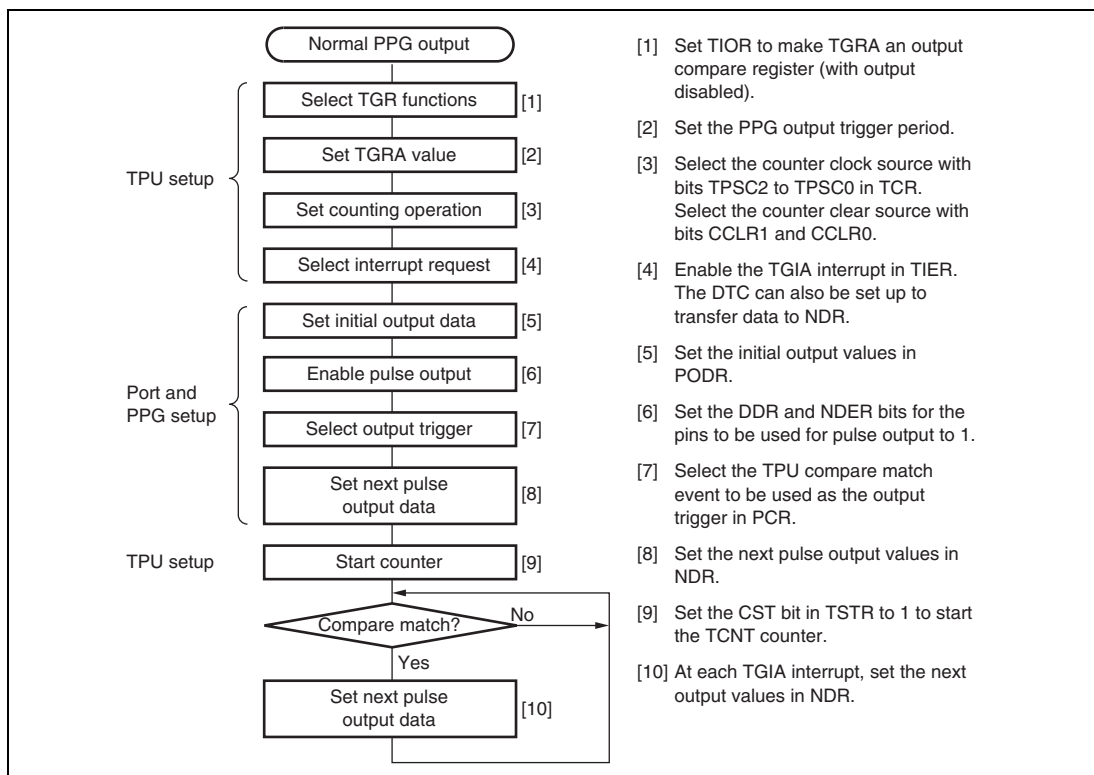 Normal PPG output
TPU setup
Select TGR functions [1]
Set TGRA value [2]
Set counting operation [3]
Select interrupt request [4]
Port and
PPG setup
Set initial output data [5]
Enable pulse output [6]
Select output trigger [7]
Set next pulse
output data
[8]
TPU setup
Start counter [9]
Compare match?
No
Yes
Set next pulse
output data
[10]
[1] Set TIOR to make TGRA an output
compare register (with output
disabled).
[2] Set the PPG output trigger period.
[3] Select the counter clock source with
bits TPSC2 to TPSC0 in TCR.
Select the counter clear source with
bits CCLR1 and CCLR0.
[4] Enable the TGIA interrupt in TIER.
The DTC can also be set up to
transfer data to NDR.
[5] Set the initial output values in
PODR.
[6] Set the DDR and NDER bits for the
pins to be used for pulse output to 1.
[7] Select the TPU compare match
event to be used as the output
trigger in PCR.
[8] Set the next pulse output values in
NDR.
[9] Set the CST bit in TSTR to 1 to start
the TCNT counter.
[10] At each TGIA interrupt, set the next
output values in NDR.